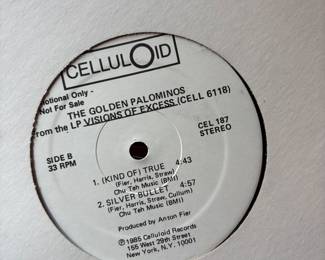 CELLULOID
otional Only -
Not For Sale
THE GOLDEN PALOMINOS
From the LP VISIONS OF EXCESS (CELL 6118)
SIDE B
33 RPM
CEL 187
STEREO
1. (KIND OF) TRUE 4:43
(Fier, Harris, Straw)
Chu Teh Music (BMI)
2. SILVER BULLET 4:57
(Fier, Harris, Straw, Cullum)
Chu Teh Music (BMI)
Produced by Anton Fier
℗1985 Celluloid Records
155 West 29th Street
New York, N.Y. 10001